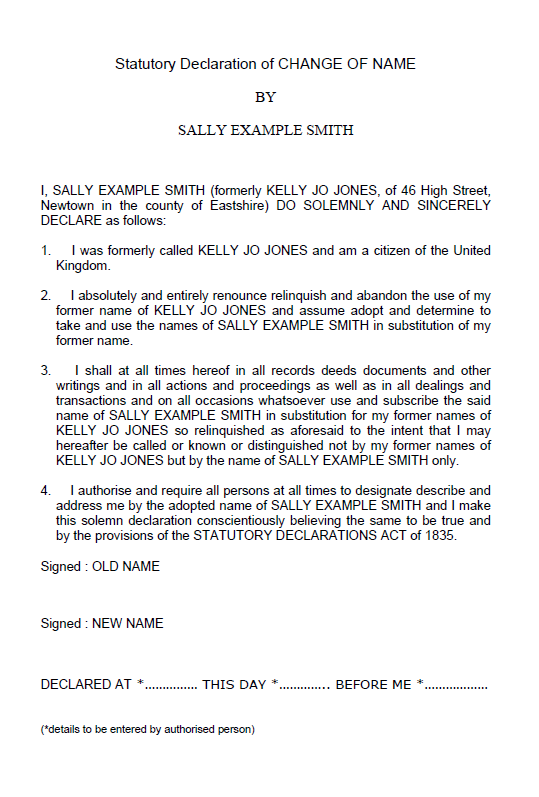 Statutory Declaration of CHANGE OF NAME
BY
SALLY EXAMPLE SMITH
I, SALLY EXAMPLE SMITH (formerly KELLY JO JONES, of 46 High Street,
Newtown in the county of Eastshire) DO SOLEMNLY AND SINCERELY
DECLARE as follows:
1. I was formerly called KELLY JO JONES and am a citizen of the United
Kingdom.
2. I absolutely and entirely renounce relinquish and abandon the use of my
former name of KELLY JO JONES and assume adopt and determine to
take and use the names of SALLY EXAMPLE SMITH in substitution of my
former name.
3. I shall at all times hereof in all records deeds documents and other
writings and in all actions and proceedings as well as in all dealings and
transactions and on all occasions whatsoever use and subscribe the said
name of SALLY EXAMPLE SMITH in substitution for my former names of
KELLY JO JONES so relinquished as aforesaid to the intent that I may
hereafter be called or known or distinguished not by my former names of
KELLY JO JONES but by the name of SALLY EXAMPLE SMITH only.
4. I authorise and require all persons at all times to designate describe and
address me by the adopted name of SALLY EXAMPLE SMITH and I make
this solemn declaration conscientiously believing the same to be true and
by the provisions of the STATUTORY DECLARATIONS ACT of 1835.
Signed : OLD NAME
Signed : NEW NAME
DECLARED AT *............... THIS DAY *.............. BEFORE ME *..................
(*details to be entered by authorised person)